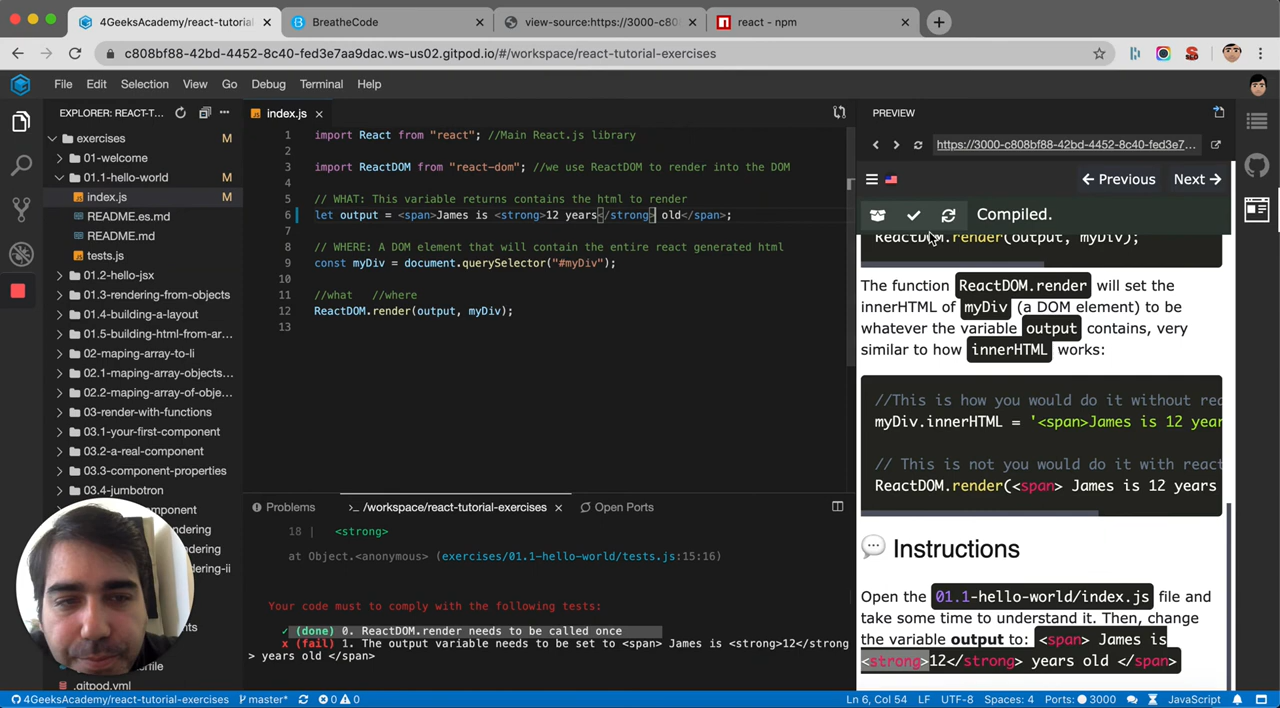 4GeeksAcademy/react-tutorial
BreatheCode
view-source:https://3000-c808
react - npm
c808bf88-42bd-4452-8c40-fed3e7aa9dac.ws-us02.gitpod.io/#/workspace/react-tutorial-exercises
File Edit Selection View Go Debug Terminal Help
EXPLORER: REACT-T...
exercises M
01-welcome
01.1-hello-world
index.js M
README.es.md
README.md
tests.js
01.2-hello-jsx
01.3-rendering-from-objects
01.4-building-a-layout
01.5-building-html-from-ar...
02-maping-array-to-li
02.1-maping-array-objects...
02.2-maping-array-of-obje...
03-render-with-functions
03.1-your-first-component
03.2-a-real-component
03.3-component-properties
03.4-jumbotron
.gitpod.yml
index.js
1 import React from "react"; //Main React.js library
2
3 import ReactDOM from "react-dom"; //we use ReactDOM to render into the DOM
4
5 // WHAT: This variable returns contains the html to render
6 let output = <span>James is <strong>12 years</strong> old</span>;
7
8 // WHERE: A DOM element that will contain the entire react generated html
9 const myDiv = document.querySelector("#myDiv");
10
11 //what //where
12 ReactDOM.render(output, myDiv);
13
Problems
>_ /workspace/react-tutorial-exercises
Open Ports
18 | <strong>
at Object.<anonymous> (exercises/01.1-hello-world/tests.js:15:16)
Your code must to comply with the following tests:
✓ (done) 0. ReactDOM.render needs to be called once
x (fail) 1. The output variable needs to be set to <span> James is <strong>12</strong
> years old </span>
PREVIEW
https://3000-c808bf88-42bd-4452-8c40-fed3e7...
← Previous Next →
Compiled.
ReactDOM.render(output, myDiv);
The function ReactDOM.render will set the
innerHTML of myDiv (a DOM element) to be
whatever the variable output contains, very
similar to how innerHTML works:
//This is how you would do it without rea
myDiv.innerHTML = '<span>James is 12 year
// This is not you would do it with react
ReactDOM.render(<span> James is 12 years
Instructions
Open the 01.1-hello-world/index.js file and
take some time to understand it. Then, change
the variable output to: <span> James is
<strong>12</strong> years old </span>
4GeeksAcademy/react-tutorial-exercises master* 0 0 Ln 6, Col 54 LF UTF-8 Spaces: 4 Ports: 3000 JavaScript